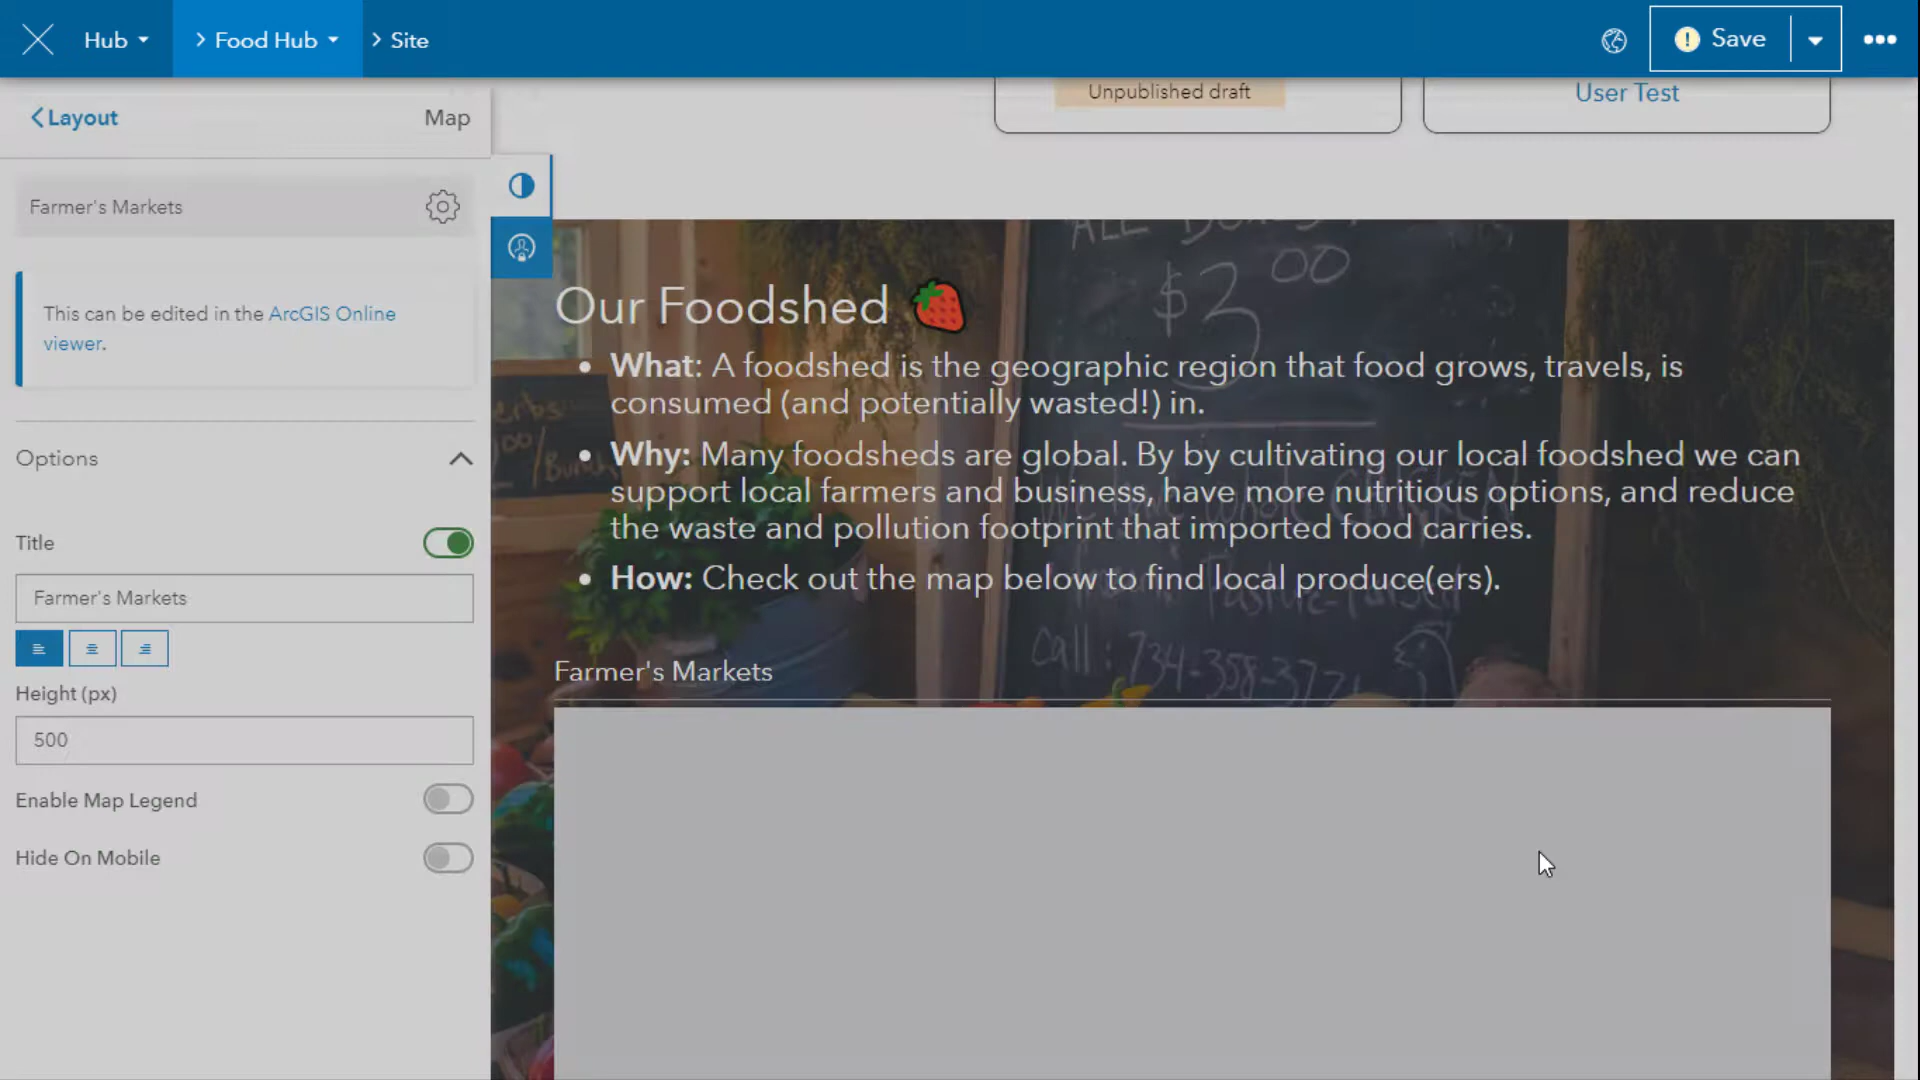 Hub
Food Hub
Site
Save
Layout
Map
Unpublished draft
User Test
Farmer's Markets
This can be edited in the ArcGIS Online
viewer.
Options
Title
Farmer's Markets
Height (px)
500
Enable Map Legend
Hide On Mobile
$3 00
Our Foodshed
What: A foodshed is the geographic region that food grows, travels, is
consumed (and potentially wasted!) in.
Why: Many foodsheds are global. By by cultivating our local foodshed we can
support local farmers and business, have more nutritious options, and reduce
the waste and pollution footprint that imported food carries.
How: Check out the map below to find local produce(ers).
Farmer's Markets